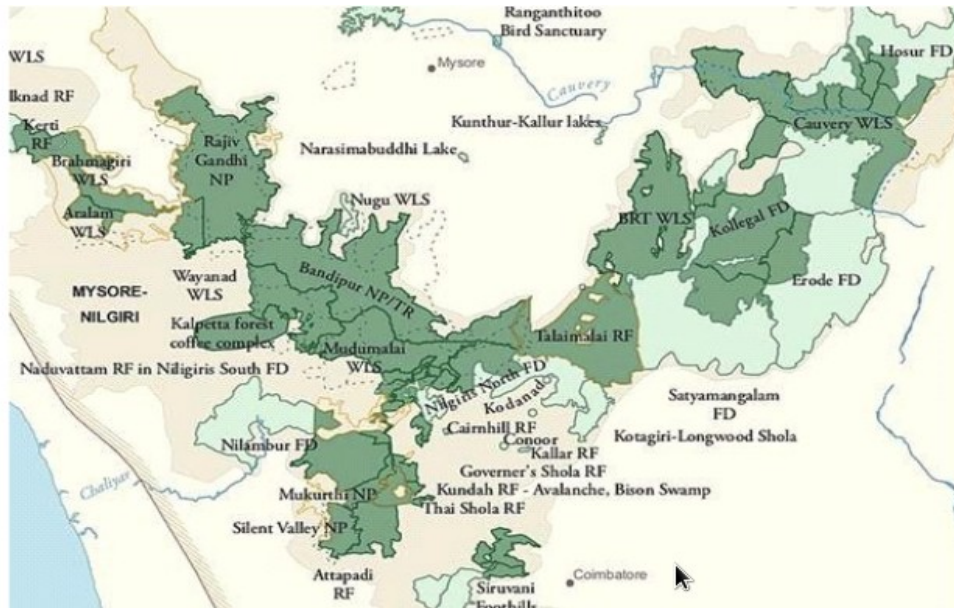 Ranganthitoo
Bird Sanctuary
Hosur FD
WLS
Mysore
lknad RF
Cauvery
Kerti
RF
Kunthur-Kallur lakes
Cauvery WLS
Rajiv
Gandhi
NP
Narasimabuddhi Lake
Brahmagiri
WLS
Nugu WLS
Aralam
WLS
BRT WLS
Kollegal FD
Wayanad
WLS
Bandipur NP/TR
Erode FD
MYSORE-
NILGIRI
Kalpetta forest
coffee complex
Talaimalai RF
Mudumalai
WLS
Naduvattam RF in Niligiris South FD
Nilgiris North FD
Kodanad
Satyamangalam
FD
Cairnhill RF
Kotagiri-Longwood Shola
Nilambur FD
Conoor
Kallar RF
Governer's Shola RF
Chaliyar
Mukurthi NP
Kundah RF - Avalanche, Bison Swamp
Thai Shola RF
Silent Valley NP
Attapadi
RF
Coimbatore
Siruvani
Foothills